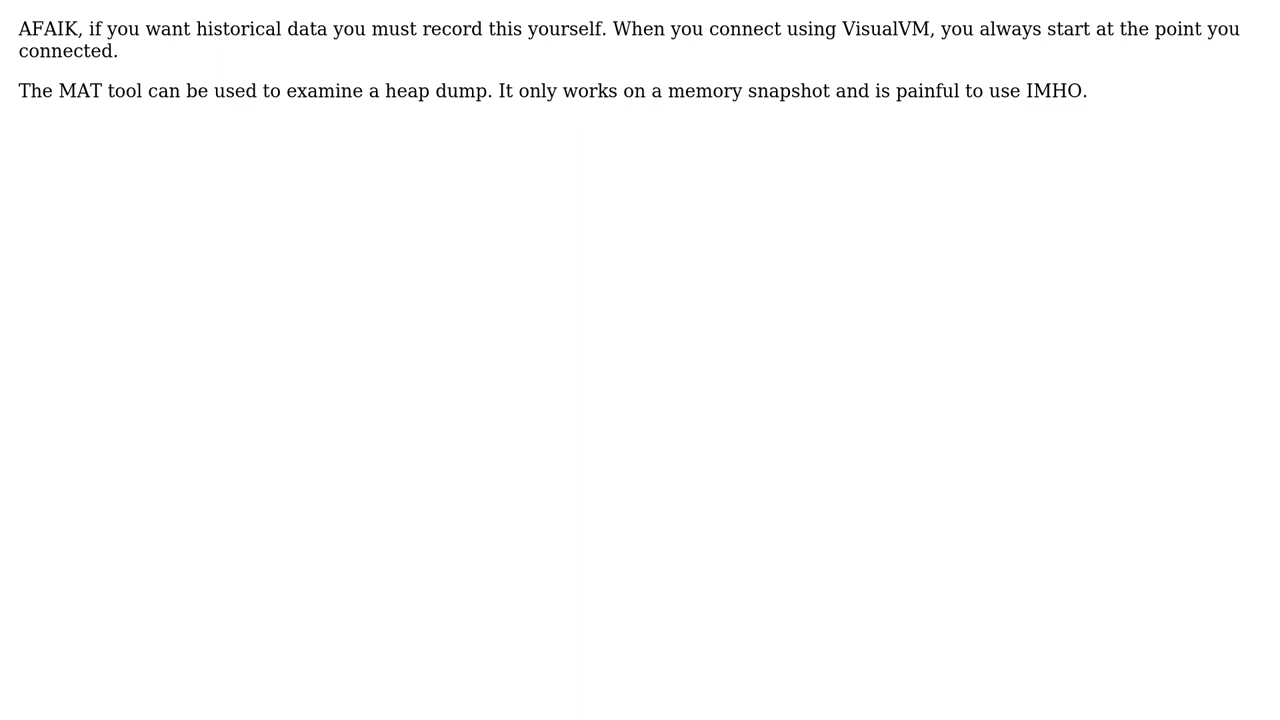 AFAIK, if you want historical data you must record this yourself. When you connect using VisualVM, you always start at the point you
connected.
The MAT tool can be used to examine a heap dump. It only works on a memory snapshot and is painful to use IMHO.